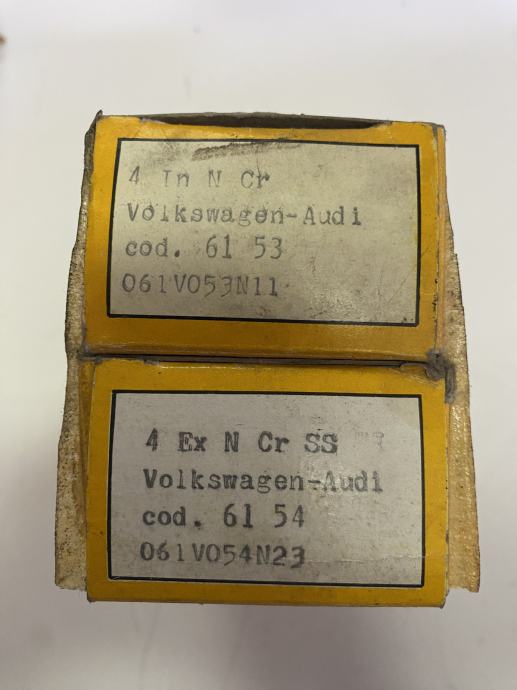 4 In N Cr
Volkswagen-Audi
cod. 61 53
061V053N11
4 Ex N Cr SS
Volkswagen-Audi
cod. 61 54
061V054N23